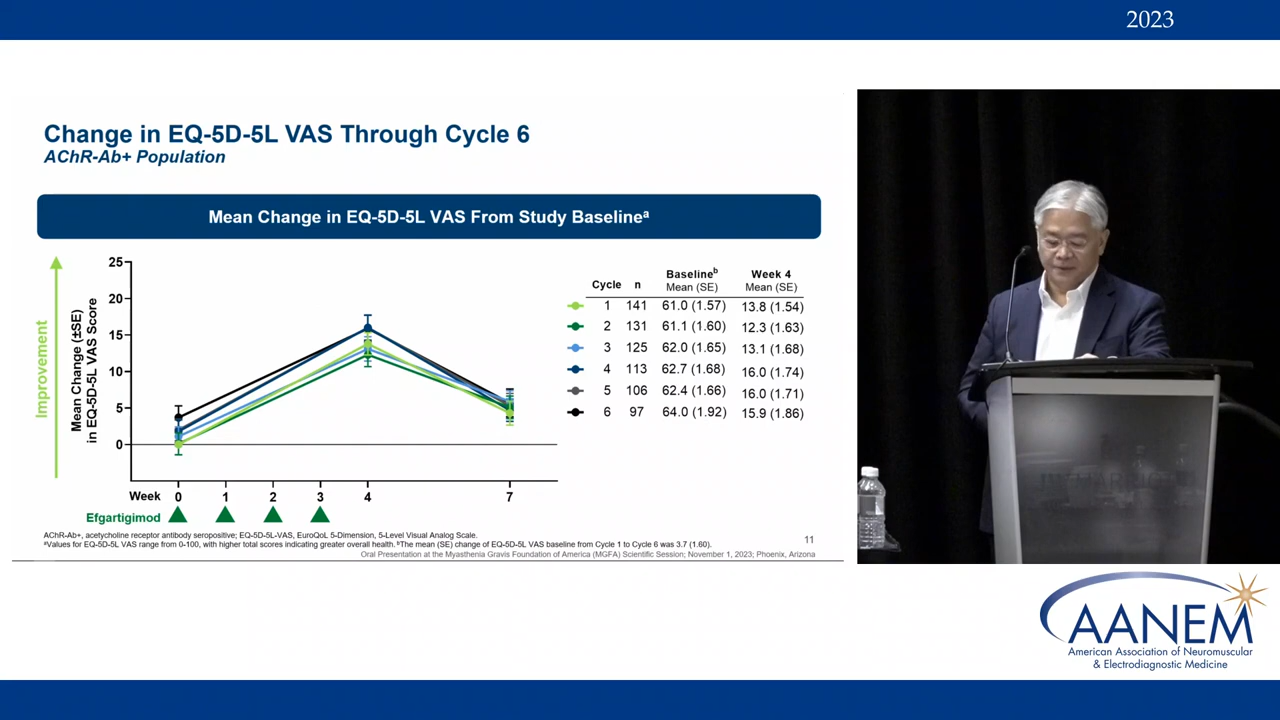 2023
Change in EQ-5D-5L VAS Through Cycle 6
AChR-Ab+ Population
Mean Change in EQ-5D-5L VAS From Study Baselineᵃ
Improvement
Mean Change (±SE)
in EQ-5D-5L VAS Score
25
20
15
10
5
0
Week 0 1 2 3 4 7
Efgartigimod
Baselineᵇ Week 4
Cycle n Mean (SE) Mean (SE)
1 141 61.0 (1.57) 13.8 (1.54)
2 131 61.1 (1.60) 12.3 (1.63)
3 125 62.0 (1.65) 13.1 (1.68)
4 113 62.7 (1.68) 16.0 (1.74)
5 106 62.4 (1.66) 16.0 (1.71)
6 97 64.0 (1.92) 15.9 (1.86)
AChR-Ab+, acetycholine receptor antibody seropositive; EQ-5D-5L-VAS, EuroQoL 5-Dimension, 5-Level Visual Analog Scale.
ᵃValues for EQ-5D-5L VAS range from 0-100, with higher total scores indicating greater overall health. ᵇThe mean (SE) change of EQ-5D-5L VAS baseline from Cycle 1 to Cycle 6 was 3.7 (1.60).
11
Oral Presentation at the Myasthenia Gravis Foundation of America (MGFA) Scientific Session; November 1, 2023; Phoenix, Arizona
AANEM
American Association of Neuromuscular
& Electrodiagnostic Medicine